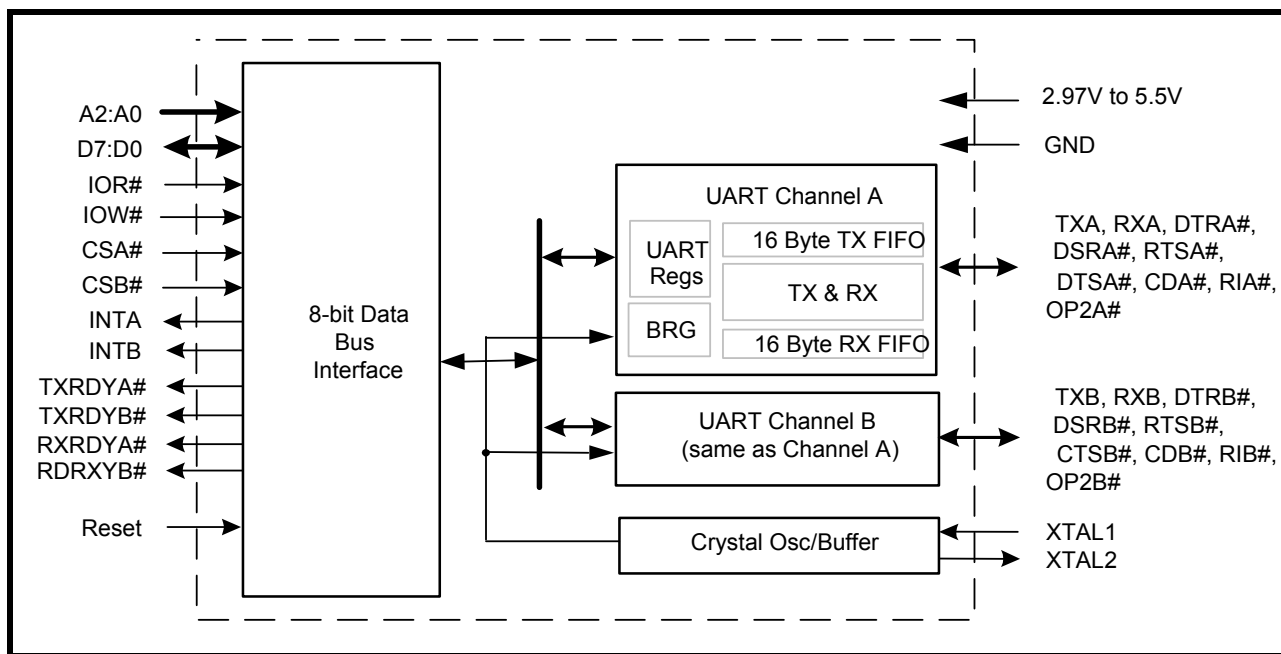 A2:A0
D7:D0
IOR#
IOW#
CSA#
CSB#
INTA
INTB
TXRDYA#
TXRDYB#
RXRDYA#
RDRXYB#
Reset
8-bit Data
Bus
Interface
UART Channel A
UART
Regs
BRG
16 Byte TX FIFO
TX & RX
16 Byte RX FIFO
UART Channel B
(same as Channel A)
Crystal Osc/Buffer
2.97V to 5.5V
GND
TXA, RXA, DTRA#,
DSRA#, RTSA#,
DTSA#, CDA#, RIA#,
OP2A#
TXB, RXB, DTRB#,
DSRB#, RTSB#,
CTSB#, CDB#, RIB#,
OP2B#
XTAL1
XTAL2